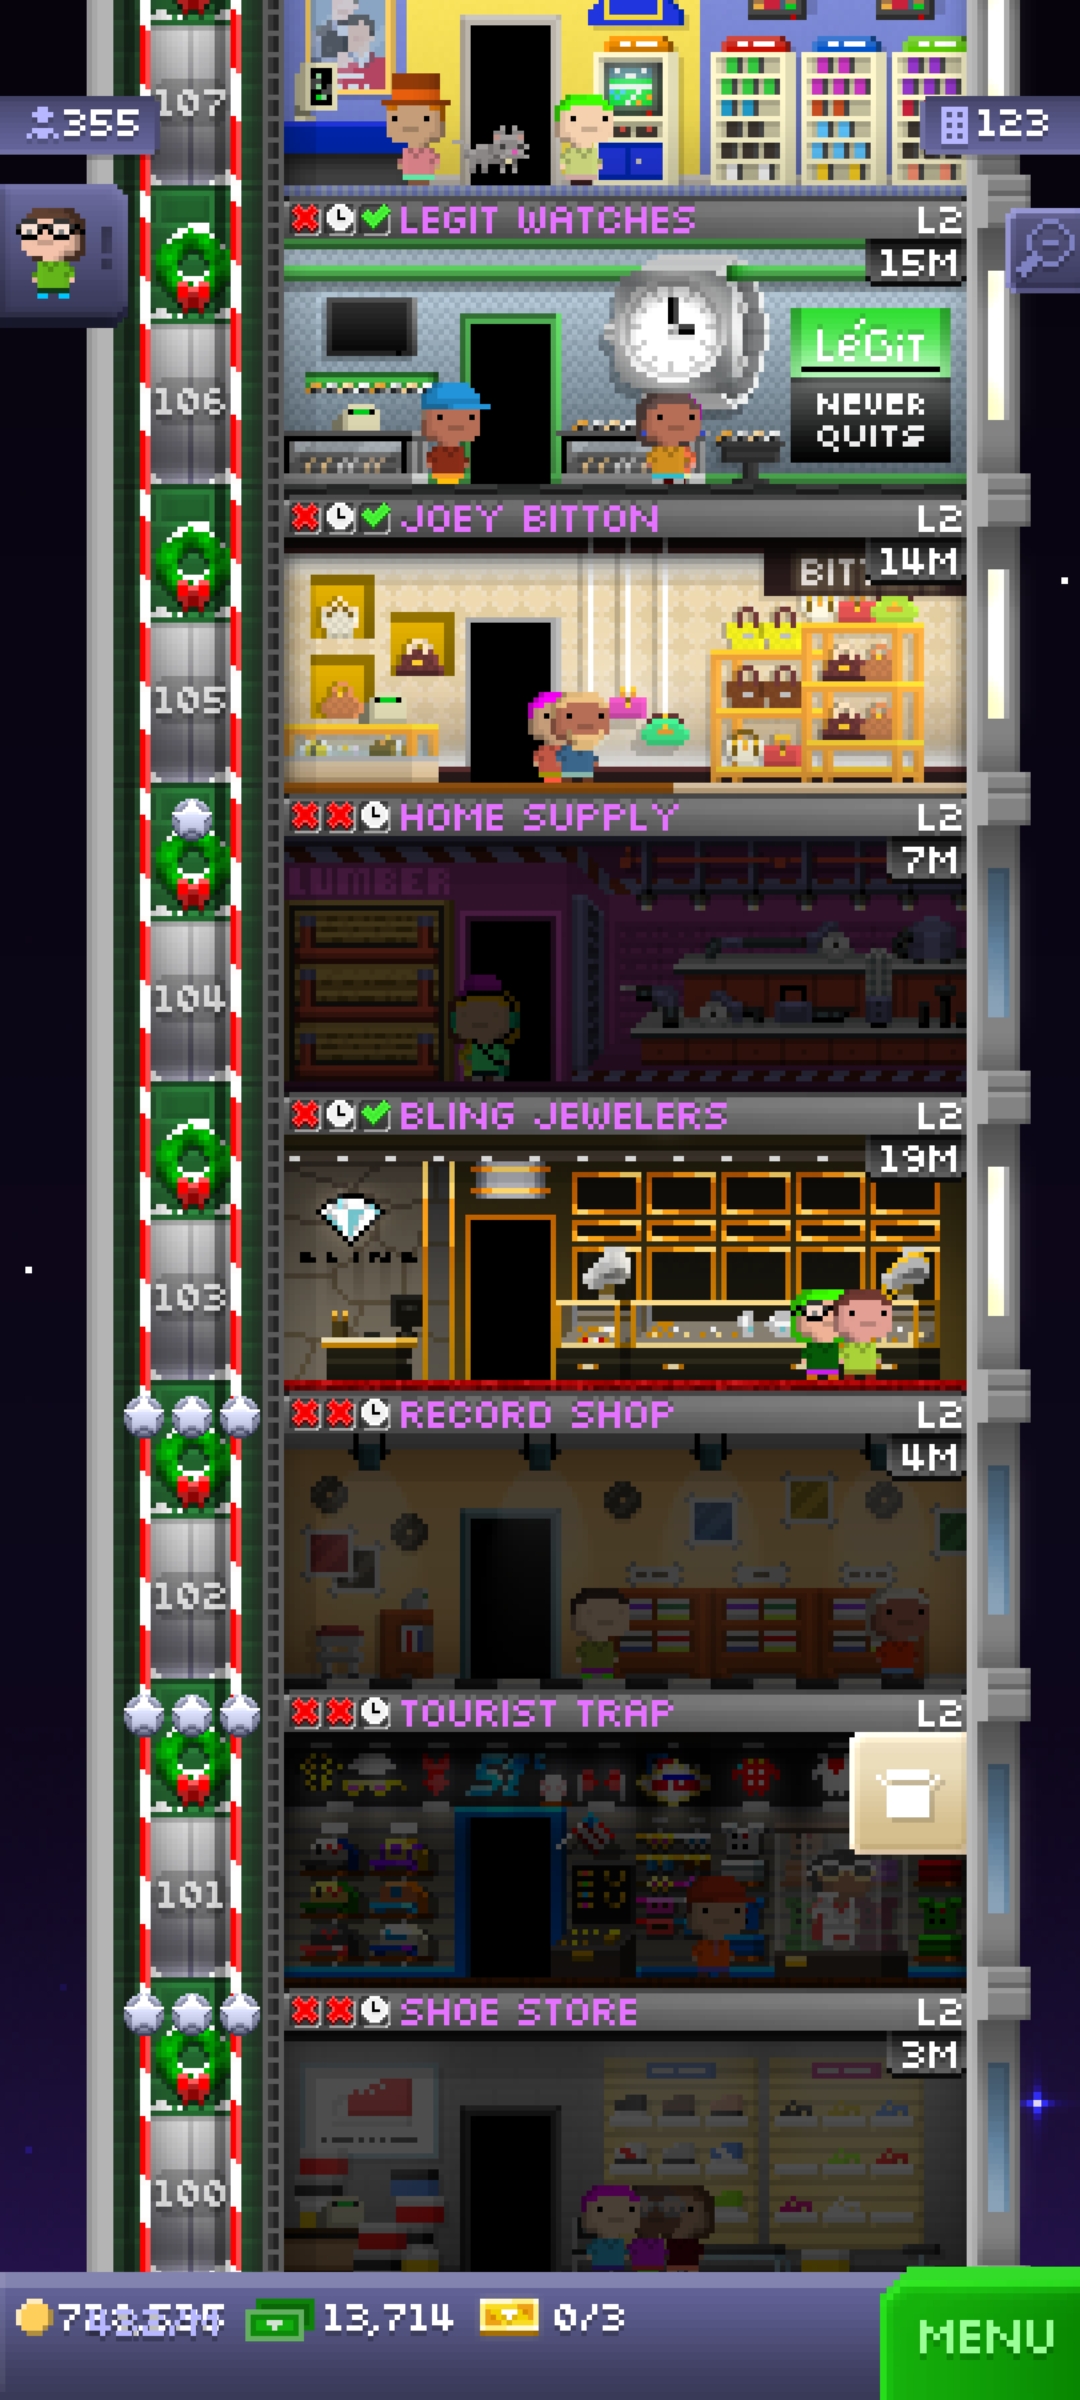 107
355
123
LEGIT WATCHES L2
15M
LéGiT
NEVER
QUITS
106
JOEY BITTON L2
14M
BIT
105
HOME SUPPLY L2
7M
LUMBER
104
BLING JEWELERS L2
19M
BLING
103
RECORD SHOP L2
4M
102
TOURIST TRAP L2
101
SHOE STORE L2
3M
100
13,714
0/3
MENU